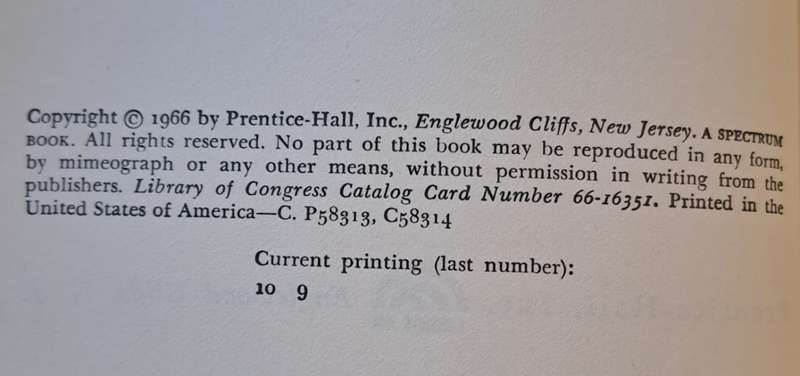 Copyright © 1966 by Prentice-Hall, Inc., Englewood Cliffs, New Jersey. A SPECTRUM
BOOK. All rights reserved. No part of this book may be reproduced in any form,
by mimeograph or any other means, without permission in writing from the
publishers. Library of Congress Catalog Card Number 66-16351. Printed in the
United States of America—C. P58313, C58314
Current printing (last number):
10 9